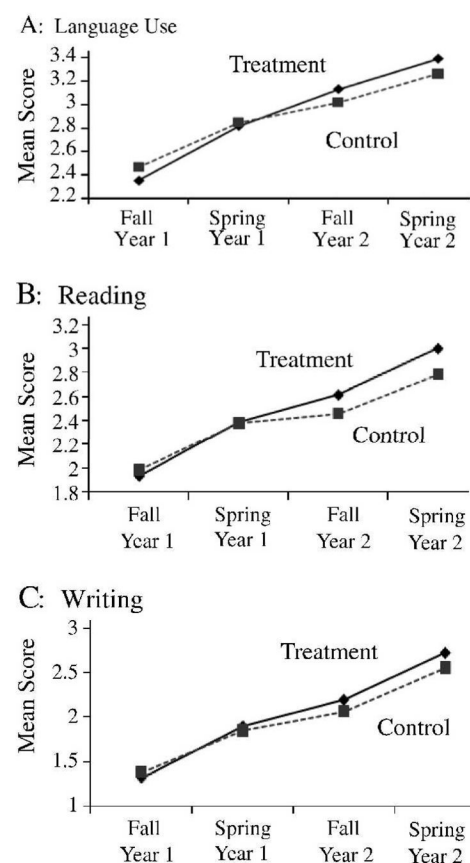 A: Language Use
Mean Score
3.4
3.2
3
2.8
2.6
2.4
2.2
Treatment
Control
Fall Spring Fall Spring
Year 1 Year 1 Year 2 Year 2
B: Reading
Mean Score
3.2
3
2.8
2.6
2.4
2.2
2
1.8
Treatment
Control
Fall Spring Fall Spring
Year 1 Year 1 Year 2 Year 2
C: Writing
Mean Score
3
2.5
2
1.5
1
Treatment
Control
Fall Spring Fall Spring
Year 1 Year 1 Year 2 Year 2